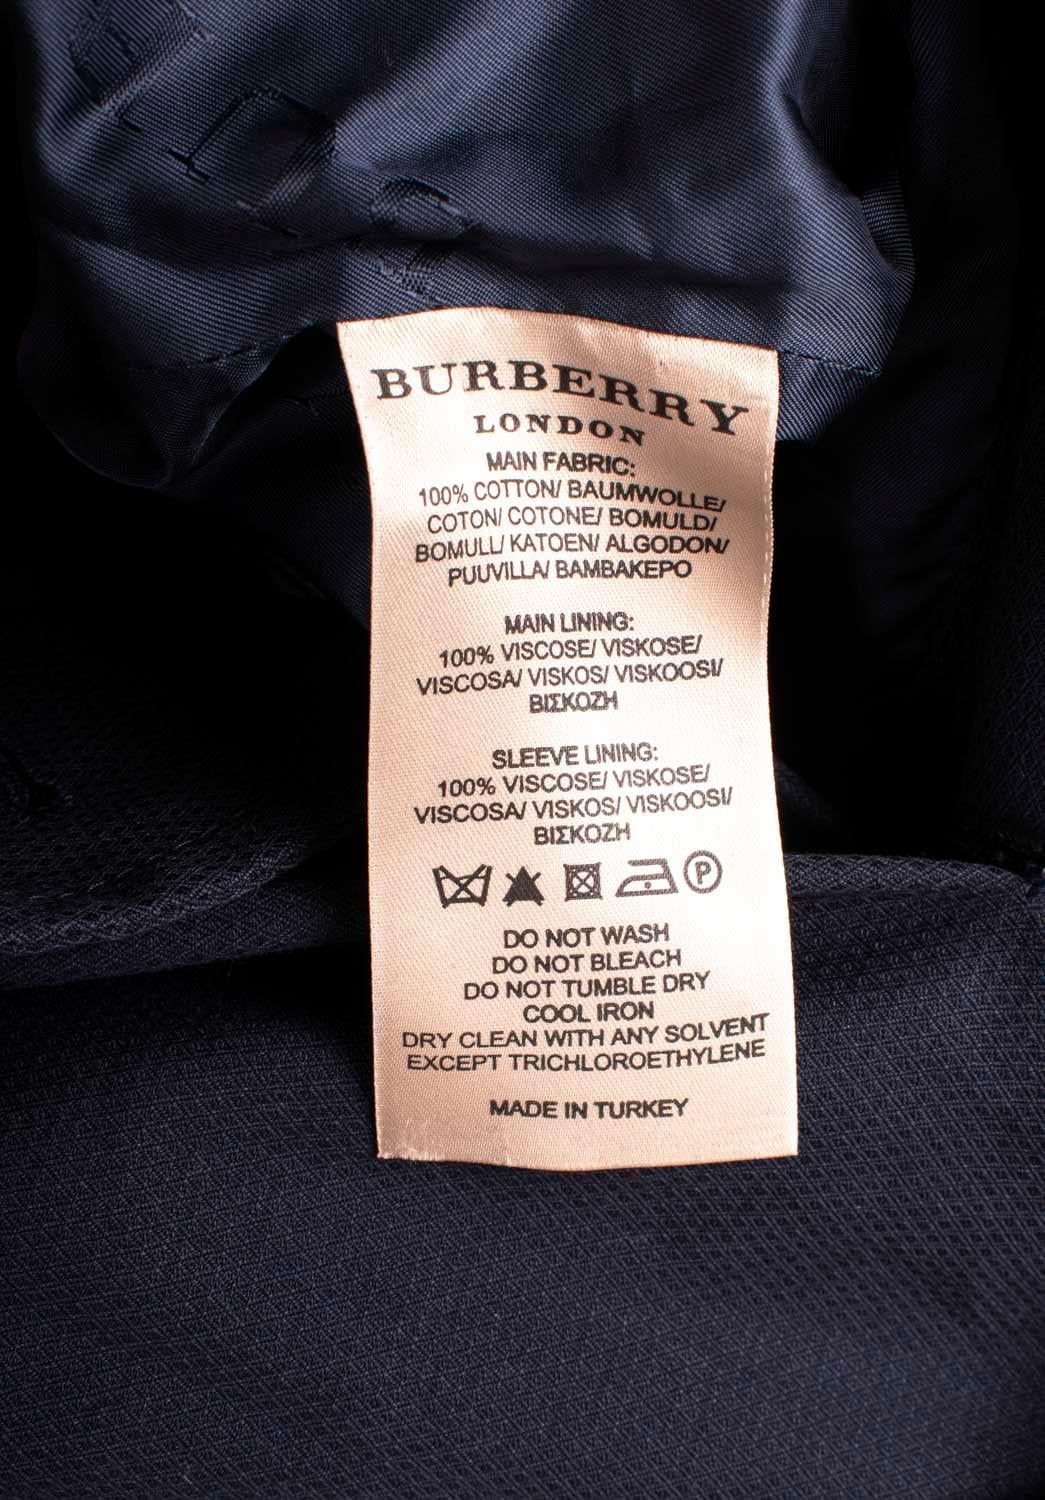 BURBERRY
LONDON
MAIN FABRIC:
100% COTTON/ BAUMWOLLE/
COTON/ COTONE/ BOMULD/
BOMULL/ KATOEN/ ALGODON/
PUUVILLA/ BAMBAKEPO
MAIN LINING:
100% VISCOSE/ VISKOSE/
VISCOSA/ VISKOS/ VISKOOSI/
ΒΙΣΚΟΖΗ
SLEEVE LINING:
100% VISCOSE/ VISKOSE/
VISCOSA/ VISKOS/ VISKOOSI/
ΒΙΣΚΟΖΗ
P
DO NOT WASH
DO NOT BLEACH
DO NOT TUMBLE DRY
COOL IRON
DRY CLEAN WITH ANY SOLVENT
EXCEPT TRICHLOROETHYLENE
MADE IN TURKEY